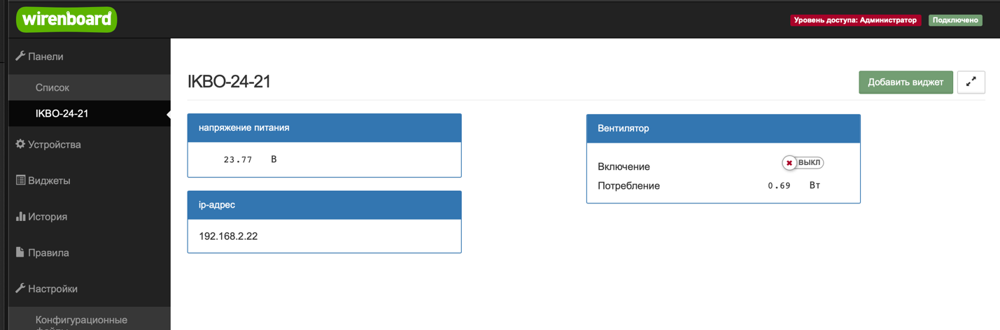 wirenboard
Уровень доступа: Администратор Подключено
Панели
Список
IKBO-24-21
Устройства
Виджеты
История
Правила
Настройки
Конфигурационные
IKBO-24-21
Добавить виджет
напряжение питания
23.77 В
ip-адрес
192.168.2.22
Вентилятор
Включение ВЫКЛ
Потребление 0.69 Вт